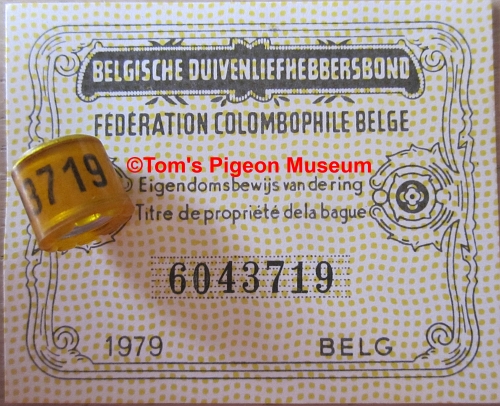 BELGISCHE DUIVENLIEFHEBBERSBOND
FEDÉRATION COLOMBOPHILE BELGE
©Tom's Pigeon Museum
Eigendomsbewijs van de ring
Titre de propriété de la bague
3719
6043719
1979 BELG